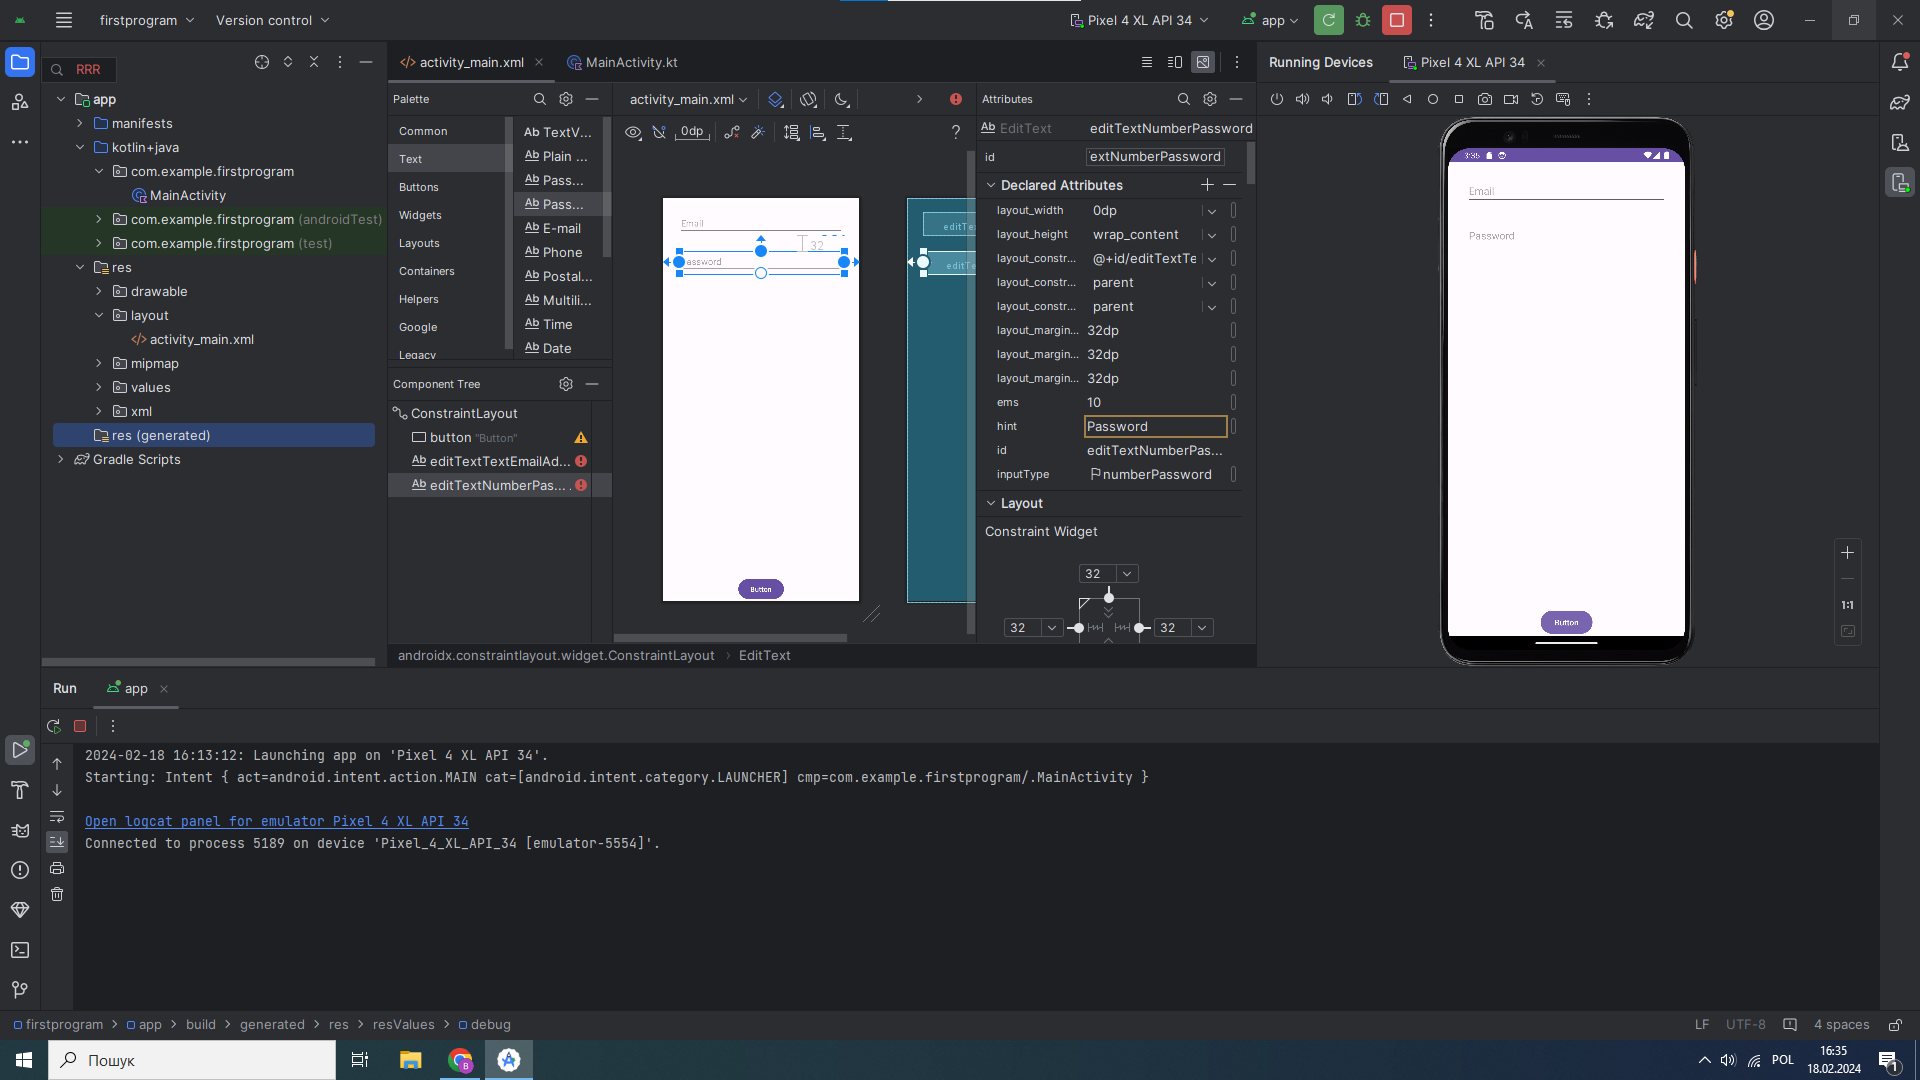 firstprogram
Version control
Pixel 4 XL API 34
app
RRR
app
manifests
kotlin+java
com.example.firstprogram
MainActivity
com.example.firstprogram (androidTest)
com.example.firstprogram (test)
res
drawable
layout
activity_main.xml
mipmap
values
xml
res (generated)
Gradle Scripts
activity_main.xml
MainActivity.kt
Palette
Common
Text
Buttons
Widgets
Layouts
Containers
Helpers
Google
Legacy
Ab TextV...
Ab Plain ...
Ab Pass...
Ab Pass...
Ab E-mail
Ab Phone
Ab Postal...
Ab Multili...
Ab Time
Ab Date
Component Tree
ConstraintLayout
button "Button"
Ab editTextTextEmailAd...
Ab editTextNumberPas...
activity_main.xml
0dp
?
Email
32
assword
Button
editTe
editTe
Attributes
Ab EditText editTextNumberPassword
id extNumberPassword
Declared Attributes
layout_width 0dp
layout_height wrap_content
layout_constr... @+id/editTextTe
layout_constr... parent
layout_constr... parent
layout_margin... 32dp
layout_margin... 32dp
layout_margin... 32dp
ems 10
hint Password
id editTextNumberPas...
inputType numberPassword
Layout
Constraint Widget
32
32
32
androidx.constraintlayout.widget.ConstraintLayout > EditText
Running Devices
Pixel 4 XL API 34
3:35
Email
Password
Button
1:1
Run
app
2024-02-18 16:13:12: Launching app on 'Pixel 4 XL API 34'.
Starting: Intent { act=android.intent.action.MAIN cat=[android.intent.category.LAUNCHER] cmp=com.example.firstprogram/.MainActivity }
Open logcat panel for emulator Pixel 4 XL API 34
Connected to process 5189 on device 'Pixel_4_XL_API_34 [emulator-5554]'.
firstprogram > app > build > generated > res > resValues > debug
LF UTF-8 4 spaces
Пошук
B
POL
16:35
18.02.2024
1